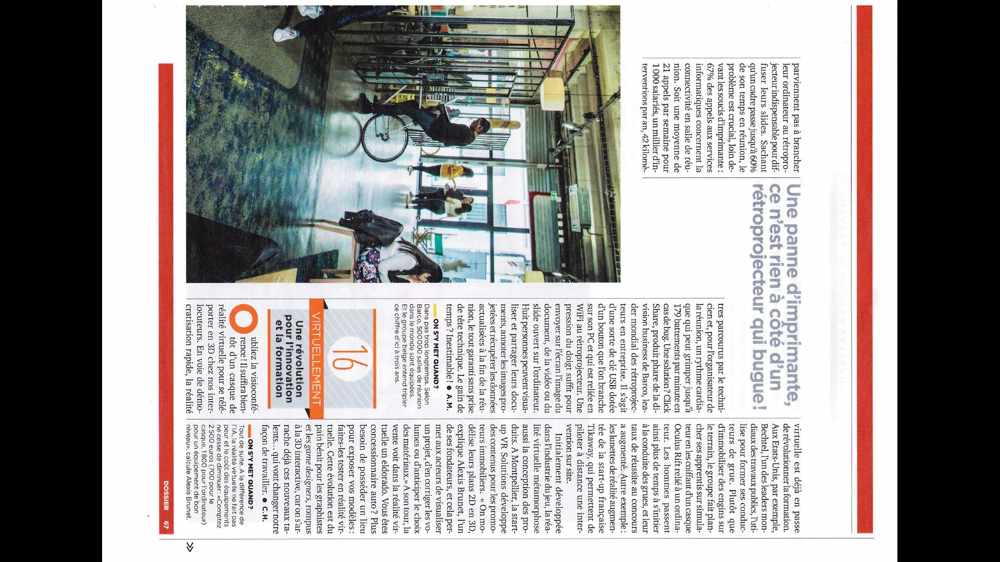 parviennent pas à brancher
leur ordinateur au rétropro-
jecteur indispensable pour dif-
fuser leurs slides. Sachant
qu'un cadre passe jusqu'à 60%
de son temps en réunion, le
problème est crucial, loin de-
vant les soucis d'imprimante :
67% des appels aux services
informatiques concernent la
connectivité en salle de réu-
nion. Soit une moyenne de
21 appels par semaine pour
1 000 salariés, un millier d'in-
terventions par an, 42 kilomè-
Une panne d'imprimante,
ce n'est rien à côté d'un
rétroprojecteur qui bugue!
tres parcourus par le techni-
cien et, pour l'organisateur de
la réunion, un rythme cardia-
que qui peut grimper jusqu'à
179 battements par minute en
cas de bug. Une solution? Click
Share, produit phare de la di-
vision business de Barco, lea-
der mondial des rétroprojec-
teurs en entreprise. Il s'agit
d'une sorte de clé USB dotée
d'un bouton que l'on branche
sur son PC et qui est reliée en
WiFi au rétroprojecteur. Une
pression du doigt suffit pour
envoyer sur l'écran l'image du
document, de la vidéo ou du
slide ouvert sur l'ordinateur.
Huit personnes peuvent visua-
liser et partager leurs docu-
ments, annoter les images pro-
jetées et récupérer les données
actualisées à la fin de la réu-
nion, le tout garanti sans prise
de tête technique. Le gain de
temps? Inestimable! ● A.M.
ON S'Y MET QUAND?
Dans pas trop longtemps. Selon
Barco, 500 000 salles de réunion
dans le monde sont équipées.
Et le groupe belge entend tripler
ce chiffre d'ici à trois ans.
16
VIRTUELLEMENT
Une révolution
pour l'innovation
et la formation
Oubliez la visioconfé-
rence! Il suffira bien-
tôt d'un casque de
réalité virtuelle pour se télé-
porter en 3D chez nos inter-
locuteurs. En voie de démo-
cratisation rapide, la réalité
virtuelle est déjà en passe
de révolutionner la formation.
Aux Etats-Unis, par exemple,
Bechtel, l'un des leaders mon-
diaux des travaux publics, l'uti-
lise pour former ses conduc-
teurs de grue. Plutôt que
d'immobiliser des engins sur
le terrain, le groupe fait plan-
cher ses apprentis sur simula-
teur en les coiffant d'un casque
Oculus Rift relié à un ordina-
teur. Les hommes passent
ainsi plus de temps à s'initier
à la conduite des grues, et leur
taux de réussite au concours
a augmenté. Autre exemple :
les lunettes de réalité augmen-
tée de la start-up française
Tikaway, qui permettent de
piloter à distance une inter-
vention sur site.
Initialement développée
dans l'industrie du jeu, la réa-
lité virtuelle métamorphose
aussi la conception des pro-
duits. A Montpellier, la start-
up VR Solutions développe
des contenus pour les promo-
teurs immobiliers. « On mo-
délise leurs plans 2D en 3D,
explique Alexis Brunet, l'un
de ses fondateurs, et cela per-
met aux acteurs de visualiser
un projet, d'en corriger les vo-
lumes ou d'anticiper le choix
des matériaux.» A son tour, la
vente voit dans la réalité vir-
tuelle un eldorado. Vous êtes
concessionnaire auto ? Plus
besoin de posséder un lieu
pour exposer vos modèles :
faites-les tester en réalité vir-
tuelle. Cette évolution est du
pain bénit pour les graphistes
et les game designers, rompus
à la 3D interactive, car on s'ar-
rache déjà ces nouveaux ta-
lents… qui vont changer notre
façon de travailler. ● C.H.
ON S'Y MET QUAND?
Tout de suite. A la différence de
l'IA, la réalité virtuelle ne fait pas
peur et le coût des équipements
ne cesse de diminuer: «Comptez
2 500 euros (700 pour le
casque, 1 800 pour l'ordinateur)
pour un équipement de bon
niveau», calcule Alexis Brunet.
DOSSIER 67
»